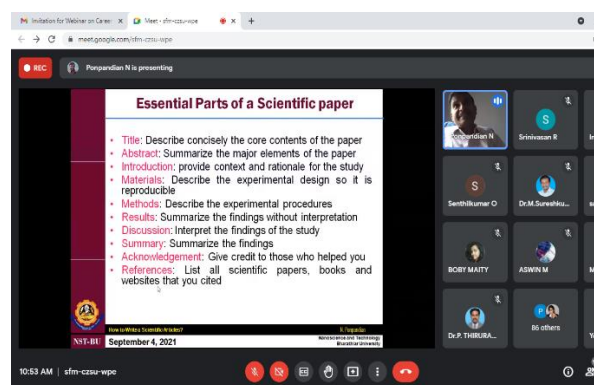 Invitation for Webinar on Career
Meet - sfm-czsu-wpe
meet.google.com/sfm-czsu-wpe
REC
Ponpandian N is presenting
Essential Parts of a Scientific paper
• Title: Describe concisely the core contents of the paper
• Abstract: Summarize the major elements of the paper
• Introduction: provide context and rationale for the study
• Materials: Describe the experimental design so it is
reproducible
• Methods: Describe the experimental procedures
• Results: Summarize the findings without interpretation
• Discussion: Interpret the findings of the study
• Summary: Summarize the findings
• Acknowledgement: Give credit to those who helped you
• References: List all scientific papers, books and
websites that you cited
How to Write a Scientific Articles?
N. Ponpandian
NST-BU
September 4, 2021
Nanoscience and Technology
Bharathiar University
Ponpandian N
S
Srinivasan R
S
Senthilkumar O
Dr.M.Sureshku...
BOBY MAITY
ASWIN M
Dr.P. THIRURA...
P
86 others
10:53 AM | sfm-czsu-wpe